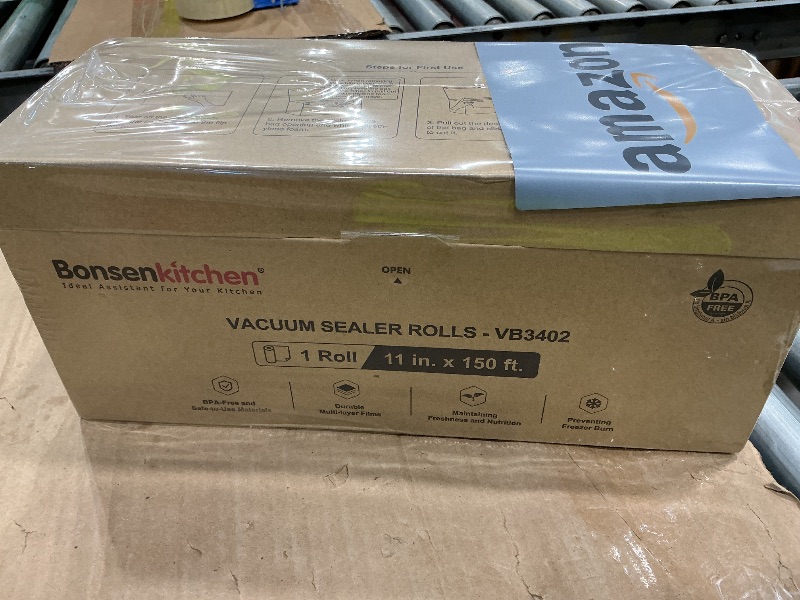 Steps for First Use
amazon
Bonsenkitchen®
Ideal Assistant for Your Kitchen
OPEN
BPA
FREE
VACUUM SEALER ROLLS - VB3402
1 Roll 11 in. x 150 ft.
BPA-Free and
Safe-to-Use Materials
Durable
Multi-layer Films
Maintaining
Freshness and Nutrition
Preventing
Freezer Burn